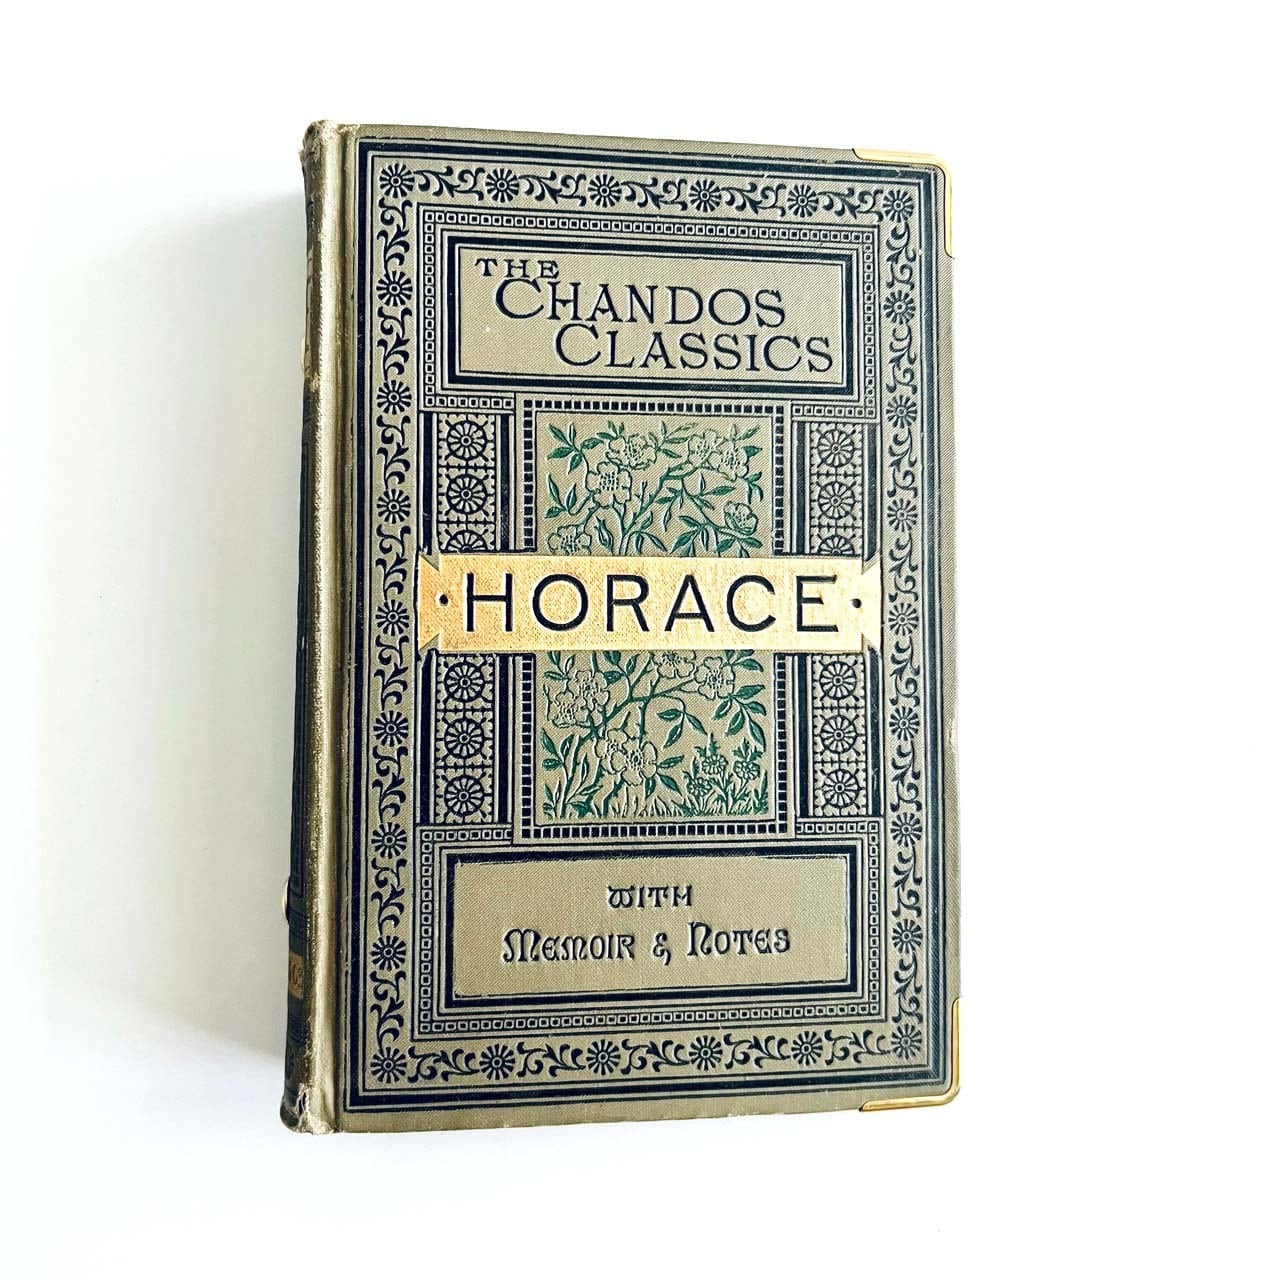 THE
CHANDOS
CLASSICS
· HORACE ·
WITH
MEMOIR & NOTES